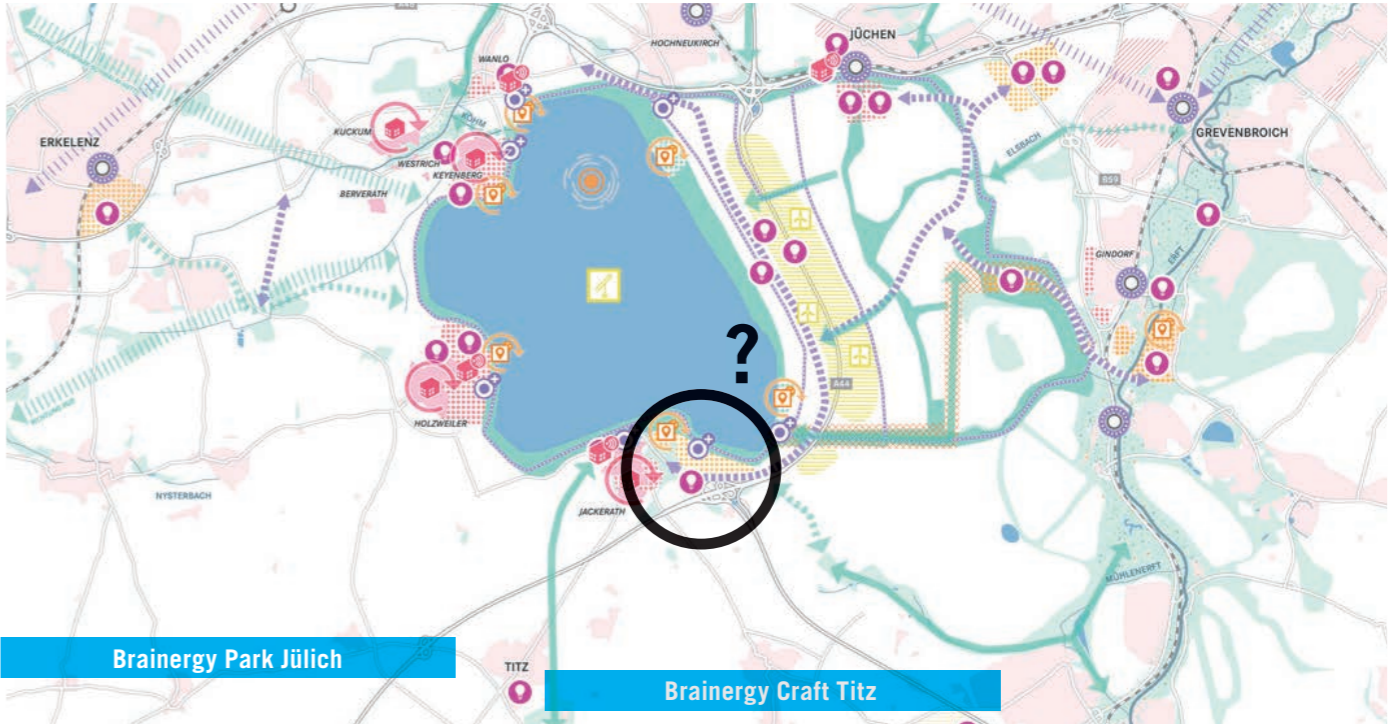 HOCHNEUKIRCH
JÜCHEN
WANLO
KÖHM
KUCKUM
ERKELENZ
GREVENBROICH
ELSBACH
WESTRICH
KEYENBERG
BERVERATH
ERFT
GINDORF
?
A44
HOLZWEILER
NYSTERBACH
JACKERATH
MÜHLENERFT
Brainergy Park Jülich
TITZ
Brainergy Craft Titz